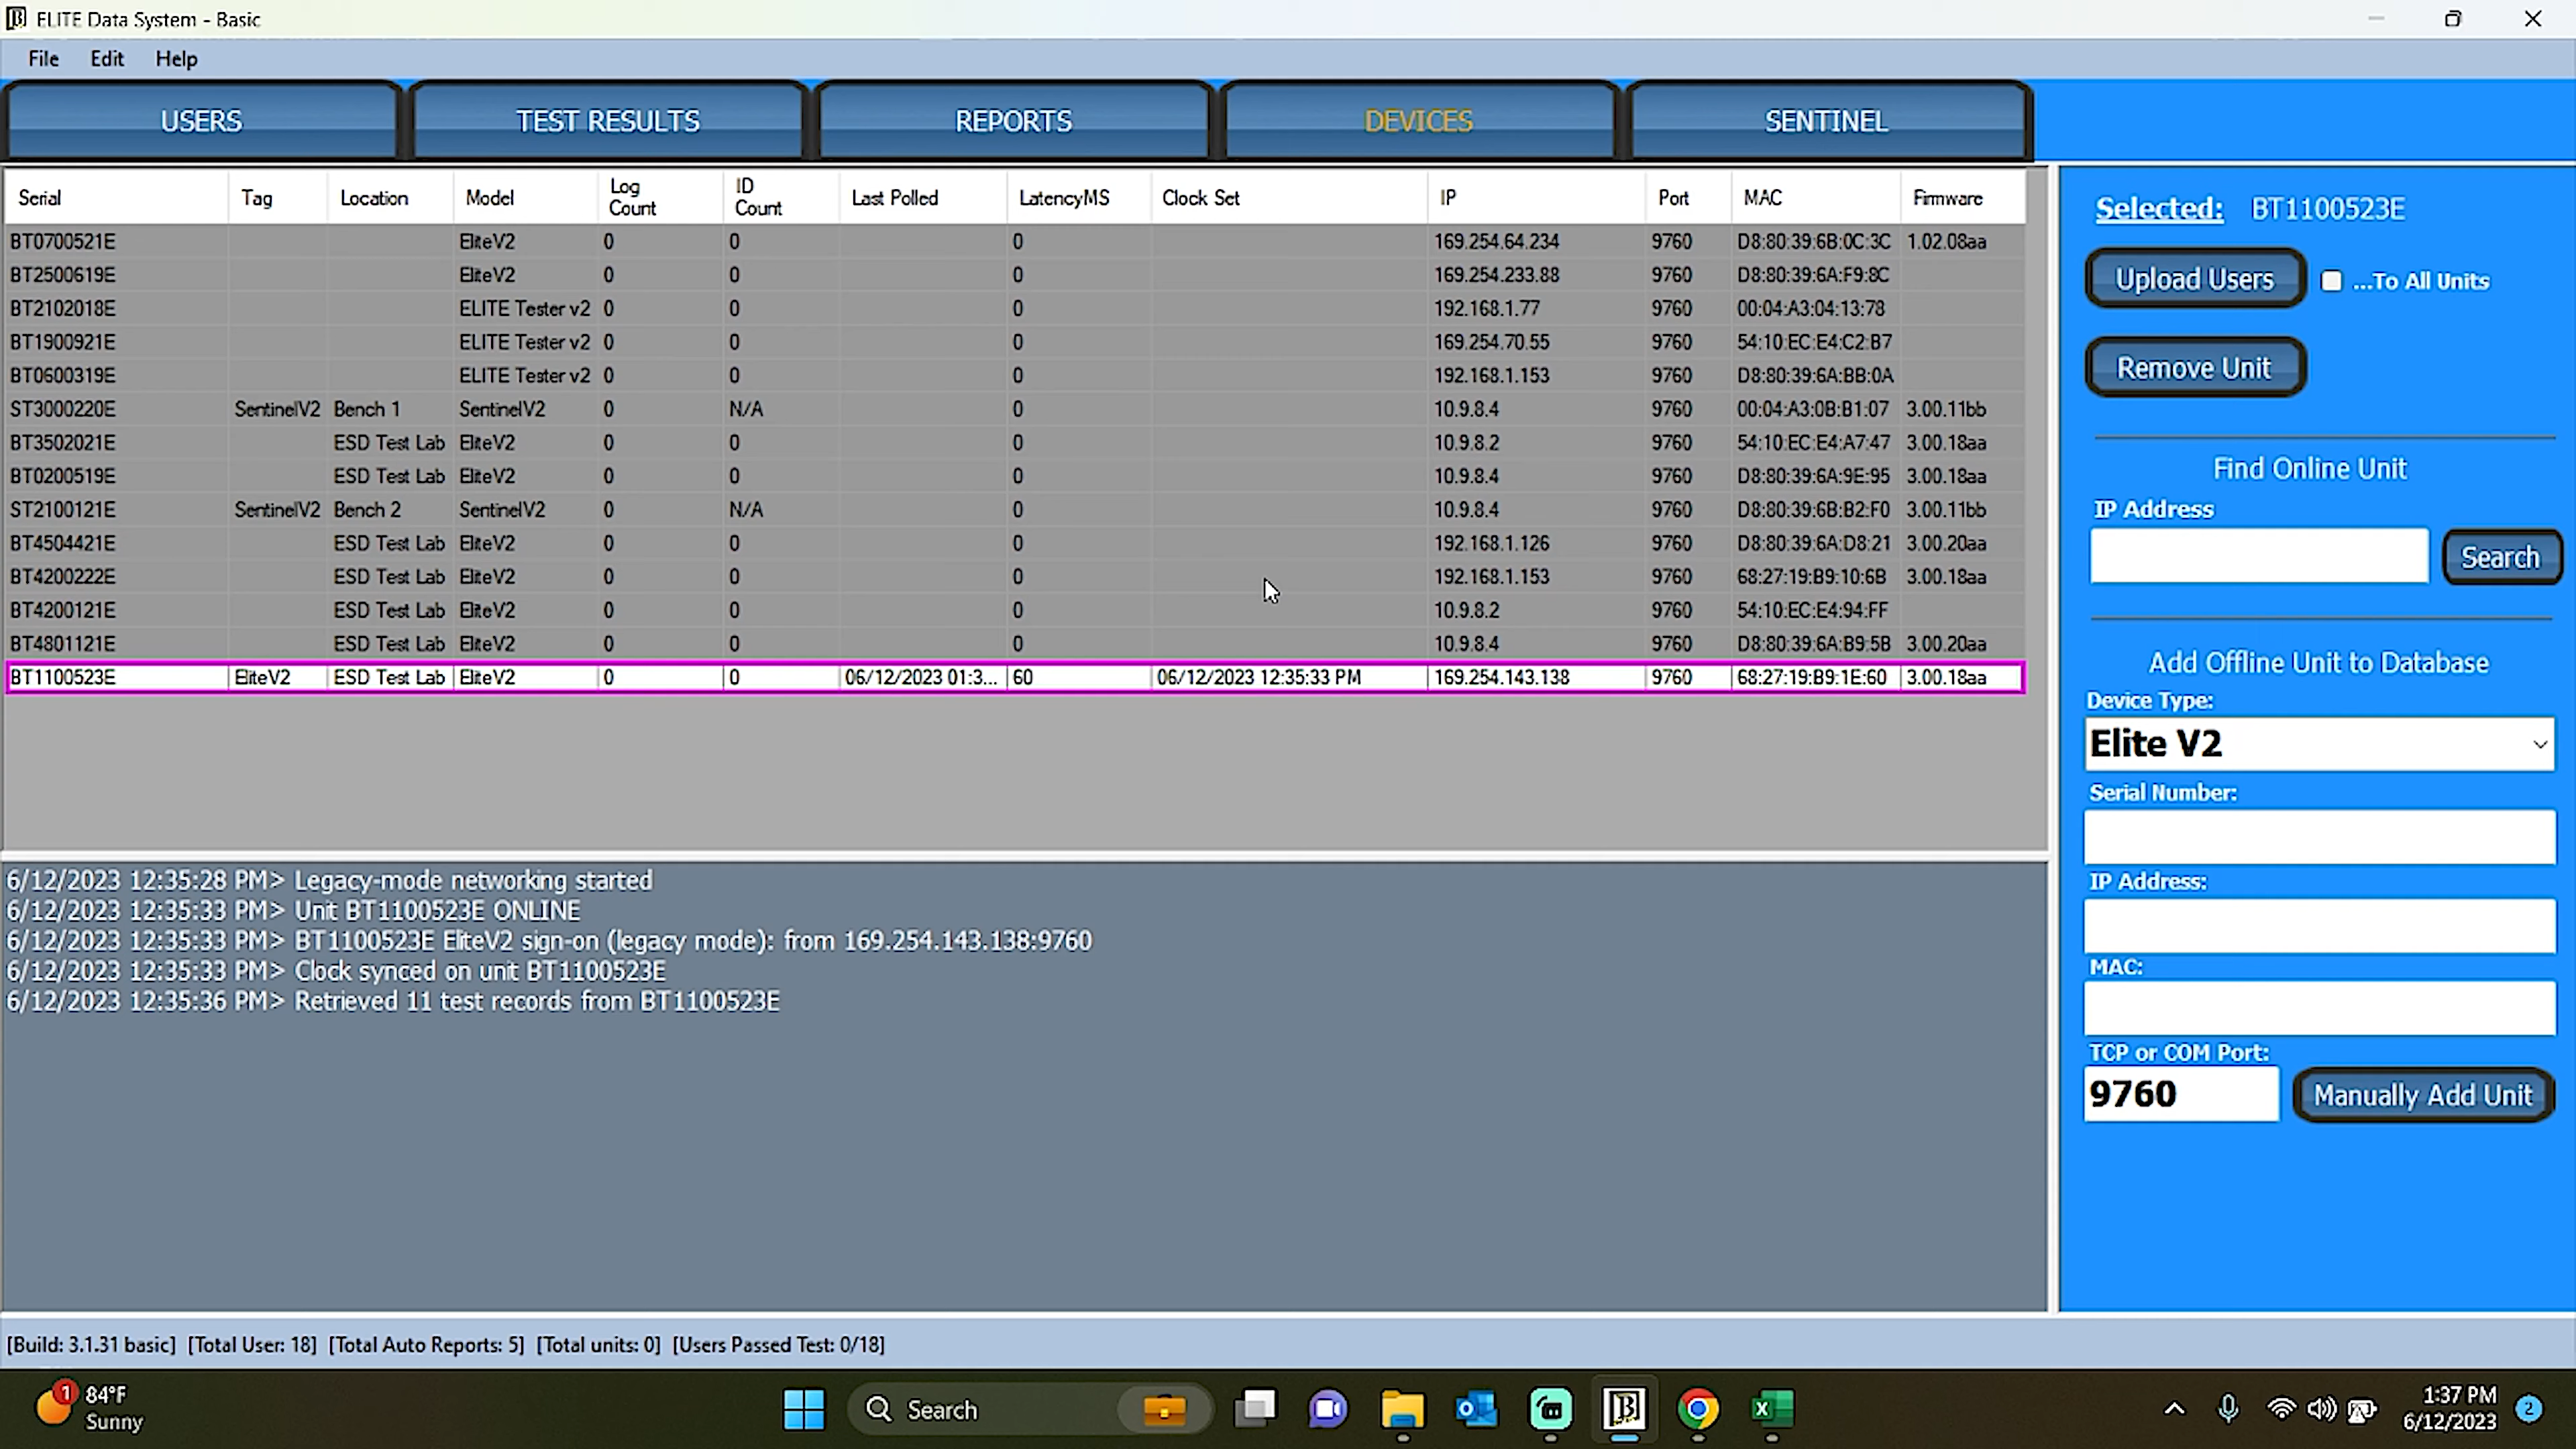 ELITE Data System - Basic
File Edit Help
USERS TEST RESULTS REPORTS DEVICES SENTINEL
Serial Tag Location Model Log Count ID Count Last Polled LatencyMS Clock Set IP Port MAC Firmware
BT0700521E EliteV2 0 0 0 169.254.64.234 9760 D8:80:39:6B:0C:3C 1.02.08aa
BT2500619E EliteV2 0 0 0 169.254.233.88 9760 D8:80:39:6A:F9:8C
BT2102018E ELITE Tester v2 0 0 0 192.168.1.77 9760 00:04:A3:04:13:78
BT1900921E ELITE Tester v2 0 0 0 169.254.70.55 9760 54:10:EC:E4:C2:B7
BT0600319E ELITE Tester v2 0 0 0 192.168.1.153 9760 D8:80:39:6A:BB:0A
ST3000220E SentinelV2 Bench 1 SentinelV2 0 N/A 10.9.8.4 9760 00:04:A3:0B:B1:07 3.00.11bb
BT3502021E ESD Test Lab EliteV2 0 0 0 10.9.8.2 9760 54:10:EC:E4:A7:47 3.00.18aa
BT0200519E ESD Test Lab EliteV2 0 0 0 10.9.8.4 9760 D8:80:39:6A:9E:95 3.00.18aa
ST2100121E SentinelV2 Bench 2 SentinelV2 0 N/A 10.9.8.4 9760 D8:80:39:6B:B2:F0 3.00.11bb
BT4504421E ESD Test Lab EliteV2 0 0 0 192.168.1.126 9760 D8:80:39:6A:D8:21 3.00.20aa
BT4200222E ESD Test Lab EliteV2 0 0 0 192.168.1.153 9760 68:27:19:B9:10:6B 3.00.18aa
BT4200121E ESD Test Lab EliteV2 0 0 0 10.9.8.2 9760 54:10:EC:E4:94:FF
BT4801121E ESD Test Lab EliteV2 0 0 0 10.9.8.4 9760 D8:80:39:6A:B9:5B 3.00.20aa
BT1100523E EliteV2 ESD Test Lab EliteV2 0 0 06/12/2023 01:3... 60 06/12/2023 12:35:33 PM 169.254.143.138 9760 68:27:19:B9:1E:60 3.00.18aa
6/12/2023 12:35:28 PM> Legacy-mode networking started
6/12/2023 12:35:33 PM> Unit BT1100523E ONLINE
6/12/2023 12:35:33 PM> BT1100523E EliteV2 sign-on (legacy mode): from 169.254.143.138:9760
6/12/2023 12:35:33 PM> Clock synced on unit BT1100523E
6/12/2023 12:35:36 PM> Retrieved 11 test records from BT1100523E
Selected: BT1100523E
Upload Users ...To All Units
Remove Unit
Find Online Unit
IP Address
Search
Add Offline Unit to Database
Device Type:
Elite V2
Serial Number:
IP Address:
MAC:
TCP or COM Port:
9760 Manually Add Unit
[Build: 3.1.31 basic] [Total User: 18] [Total Auto Reports: 5] [Total units: 0] [Users Passed Test: 0/18]
1 84°F
Sunny
Search
1:37 PM
6/12/2023
2